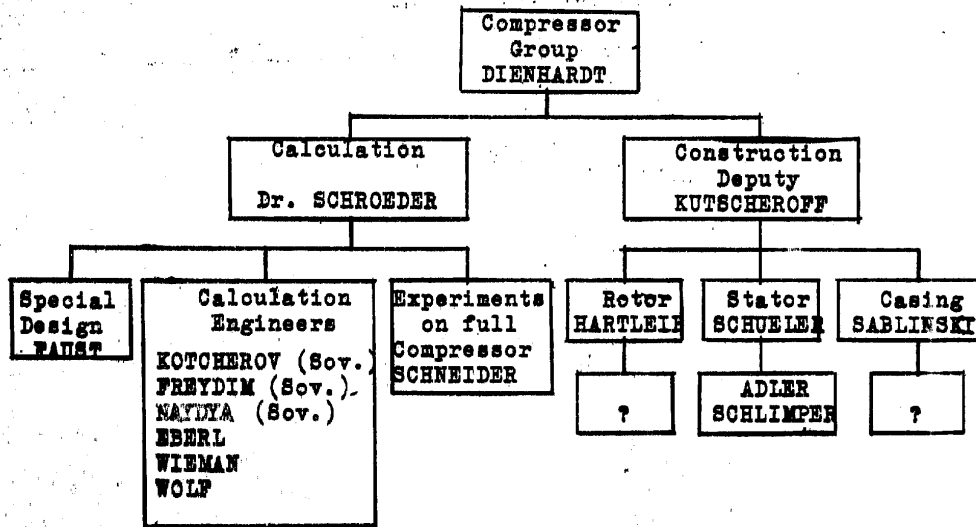 Compressor
Group
DIENHARDT
Calculation
Dr. SCHROEDER
Construction
Deputy
KUTSCHEROFF
Special
Design
FAUST
Calculation
Engineers
KOTCHEROV (Sov.)
FREYDIM (Sov.)
NAYDYA (Sov.)
EBERL
WIEMAN
WOLF
Experiments
on full
Compressor
SCHNEIDER
Rotor
HARTLEIB
Stator
SCHUELER
Casing
SABLINSKI
?
ADLER
SCHLIMPER
?